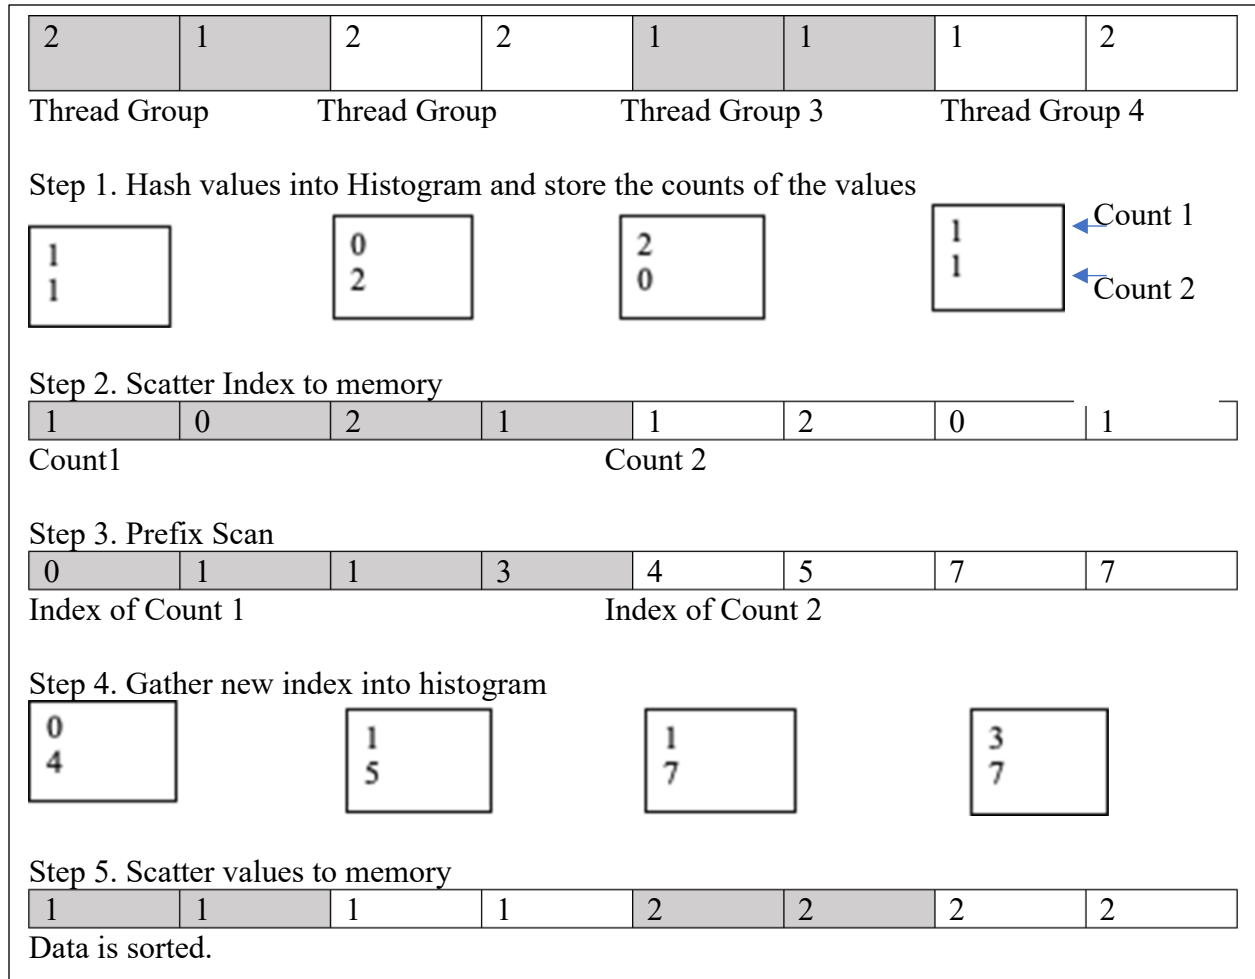 2 1 2 2 1 1 1 2
Thread Group Thread Group Thread Group 3 Thread Group 4
Step 1. Hash values into Histogram and store the counts of the values
1 0 2 1 Count 1
1 2 0 1 Count 2
Step 2. Scatter Index to memory
1 0 2 1 1 2 0 1
Count1 Count 2
Step 3. Prefix Scan
0 1 1 3 4 5 7 7
Index of Count 1 Index of Count 2
Step 4. Gather new index into histogram
0 1 1 3
4 5 7 7
Step 5. Scatter values to memory
1 1 1 1 2 2 2 2
Data is sorted.